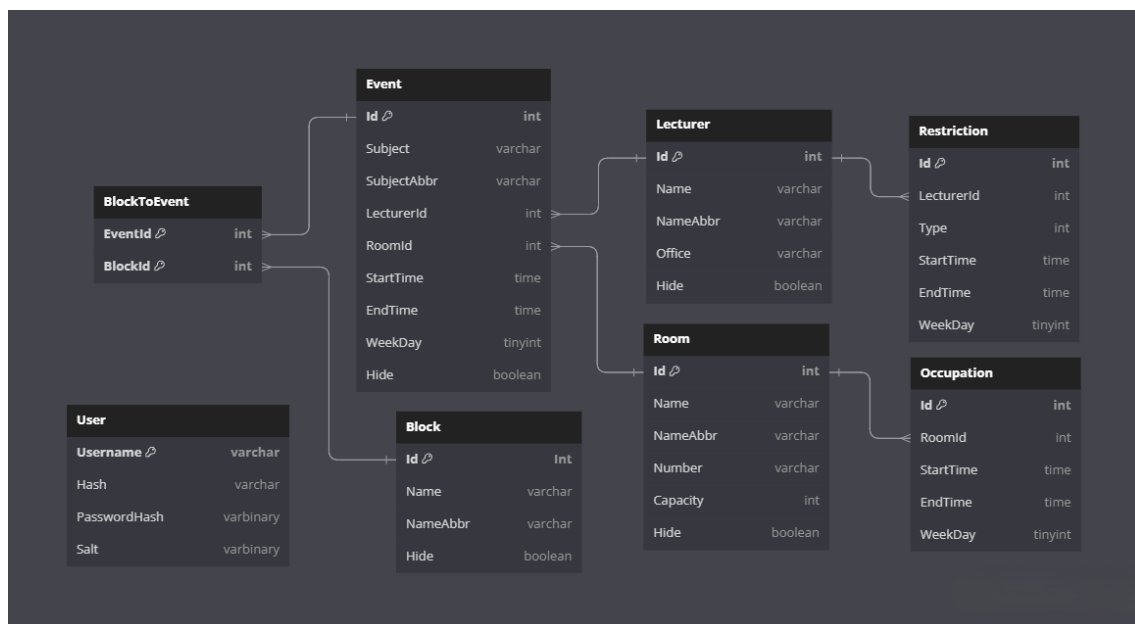 BlockToEvent
EventId int
BlockId int
User
Username varchar
Hash varchar
PasswordHash varbinary
Salt varbinary
Event
Id int
Subject varchar
SubjectAbbr varchar
LecturerId int
RoomId int
StartTime time
EndTime time
WeekDay tinyint
Hide boolean
Block
Id Int
Name varchar
NameAbbr varchar
Hide boolean
Lecturer
Id int
Name varchar
NameAbbr varchar
Office varchar
Hide boolean
Room
Id int
Name varchar
NameAbbr varchar
Number varchar
Capacity int
Hide boolean
Restriction
Id int
LecturerId int
Type int
StartTime time
EndTime time
WeekDay tinyint
Occupation
Id int
RoomId int
StartTime time
EndTime time
WeekDay tinyint